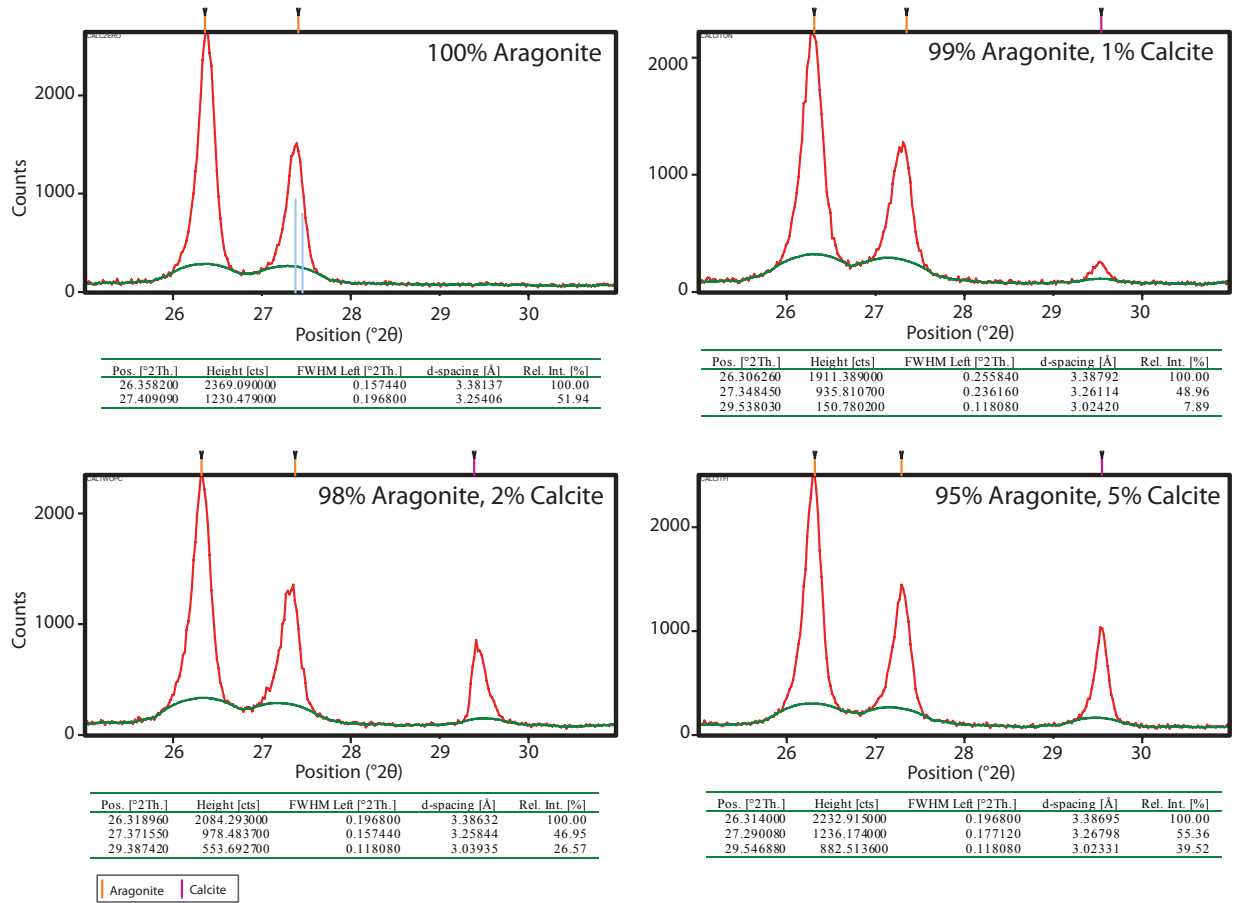 CALCZERO
100% Aragonite
2000
1000
0
Counts
26 27 28 29 30
Position (°2θ)
Pos. [°2Th.] Height [cts] FWHM Left [°2Th.] d-spacing [Å] Rel. Int. [%]
26.358200 2369.090000 0.157440 3.38137 100.00
27.409090 1230.479000 0.196800 3.25406 51.94
CALCITON
99% Aragonite, 1% Calcite
2000
1000
0
26 27 28 29 30
Position (°2θ)
Pos. [°2Th.] Height [cts] FWHM Left [°2Th.] d-spacing [Å] Rel. Int. [%]
26.306260 1911.389000 0.255840 3.38792 100.00
27.348450 935.810700 0.236160 3.26114 48.96
29.538030 150.780200 0.118080 3.02420 7.89
CALTWOPC
98% Aragonite, 2% Calcite
2000
1000
0
Counts
26 27 28 29 30
Position (°2θ)
Pos. [°2Th.] Height [cts] FWHM Left [°2Th.] d-spacing [Å] Rel. Int. [%]
26.318960 2084.293000 0.196800 3.38632 100.00
27.371550 978.483700 0.157440 3.25844 46.95
29.387420 553.692700 0.118080 3.03935 26.57
CALCITFI
95% Aragonite, 5% Calcite
2000
1000
0
26 27 28 29 30
Position (°2θ)
Pos. [°2Th.] Height [cts] FWHM Left [°2Th.] d-spacing [Å] Rel. Int. [%]
26.314000 2232.915000 0.196800 3.38695 100.00
27.290080 1236.174000 0.177120 3.26798 55.36
29.546880 882.513600 0.118080 3.02331 39.52
Aragonite Calcite